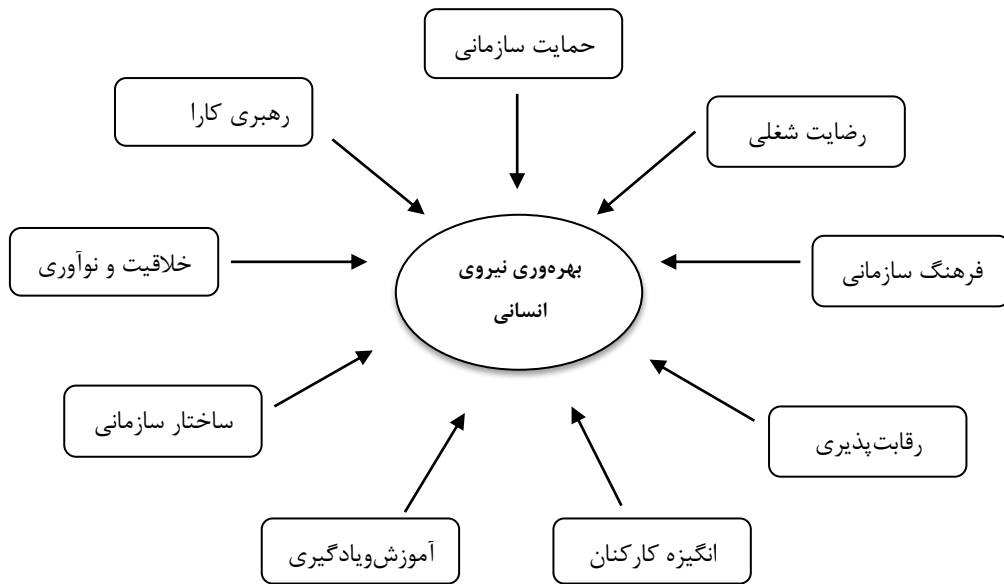 حمایت سازمانی
رهبری کارا
رضایت شغلی
خلاقیت و نوآوری
بهره‌وری نیروی
انسانی
فرهنگ سازمانی
ساختار سازمانی
رقابت‌پذیری
آموزش‌ویادگیری
انگیزه کارکنان